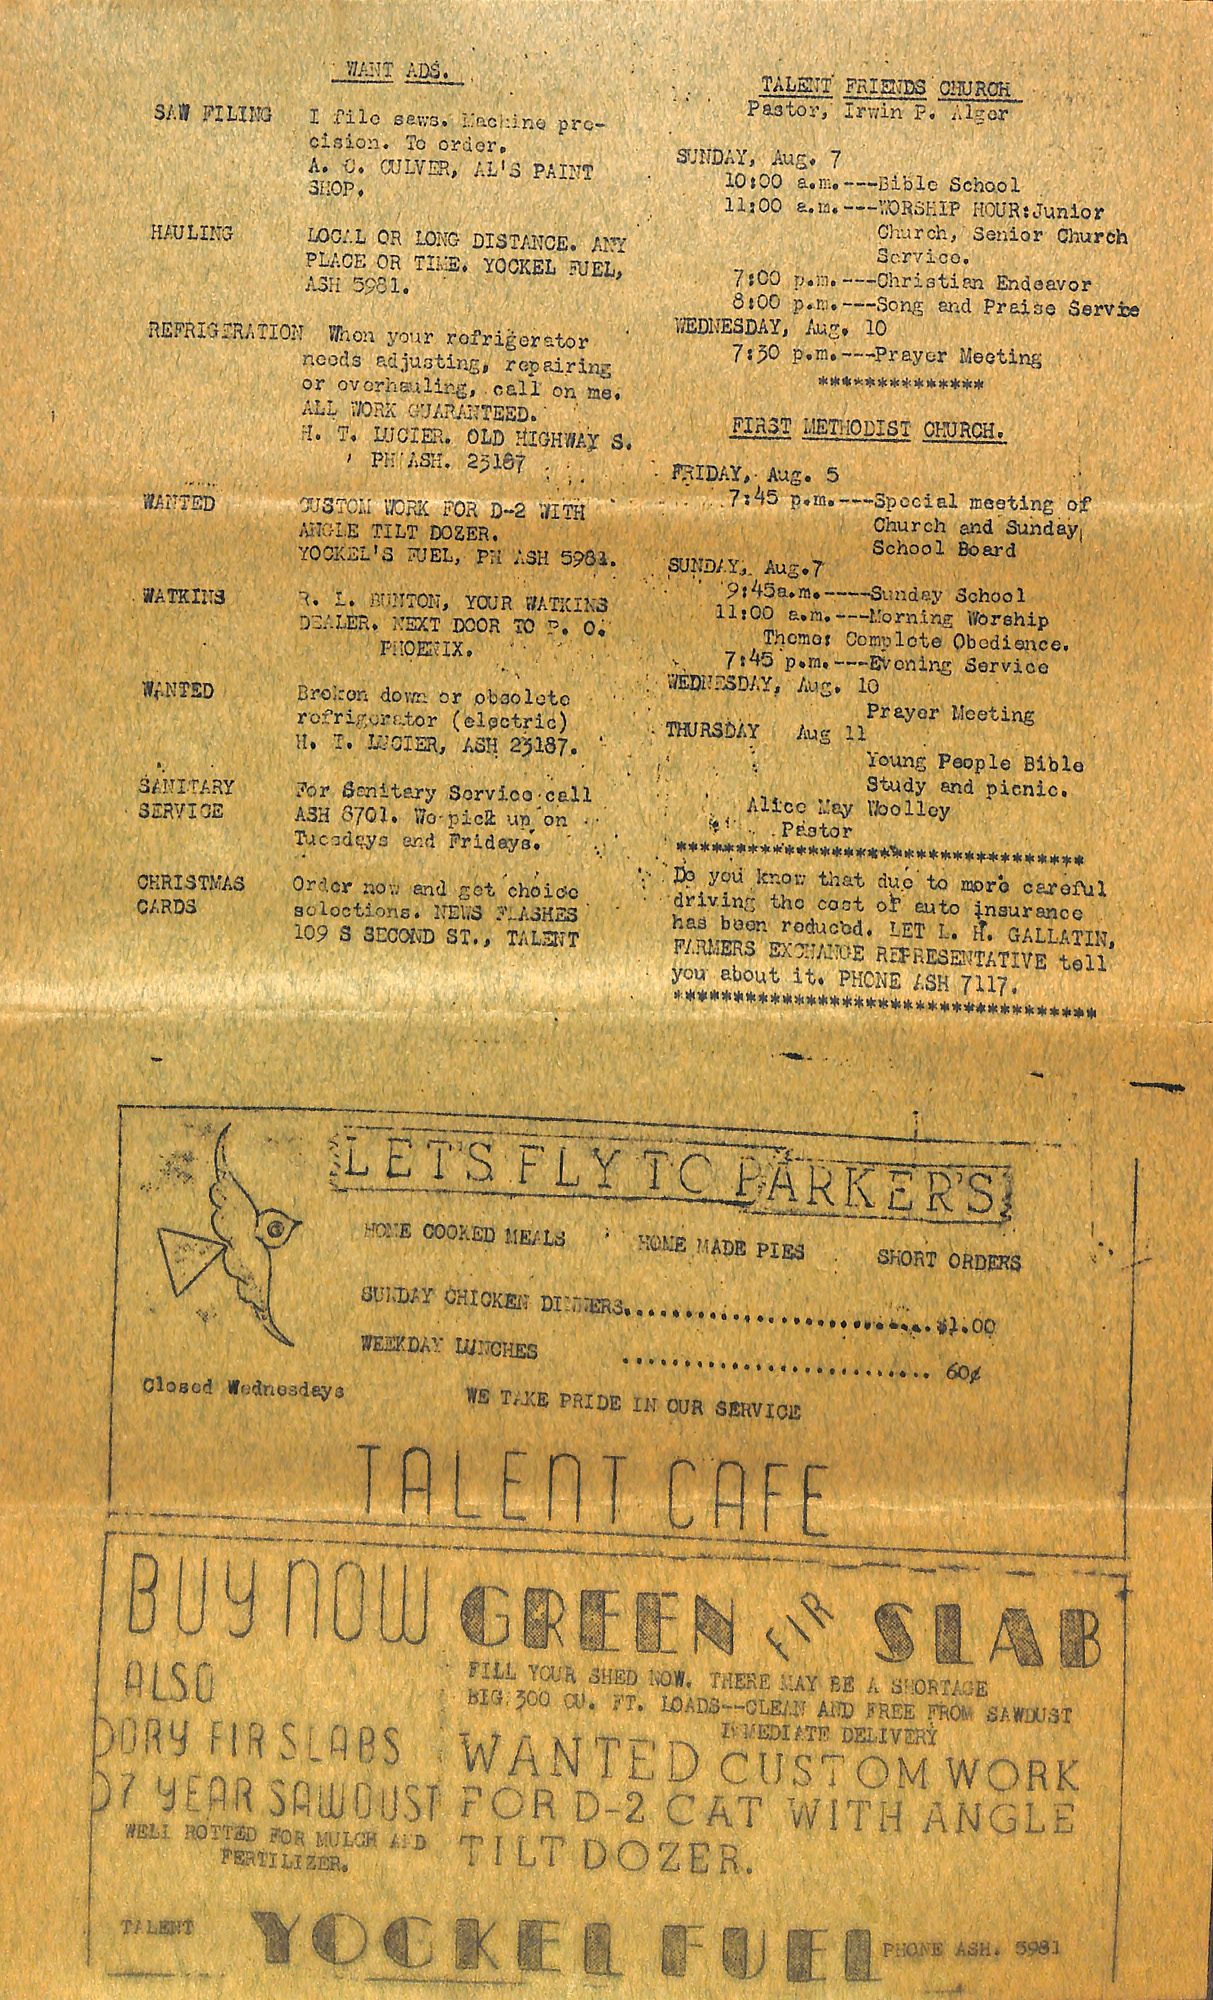 WANT ADS.
SAW FILING I file saws. Machine pre-
cision. To order.
A. C. CULVER, AL'S PAINT
SHOP.
HAULING LOCAL OR LONG DISTANCE. ANY
PLACE OR TIME. YOCKEL FUEL,
ASH 5981.
REFRIGERATION When your refrigerator
needs adjusting, repairing
or overhauling, call on me.
ALL WORK GUARANTEED.
H. T. LUCIER. OLD HIGHWAY S.
PH ASH. 23187
WANTED CUSTOM WORK FOR D-2 WITH
ANGLE TILT DOZER.
YOCKEL'S FUEL, PH ASH 5981.
WATKINS R. L. BUNTON, YOUR WATKINS
DEALER. NEXT DOOR TO P. O.
PHOENIX.
WANTED Broken down or obsolete
refrigerator (electric)
H. T. LUCIER, ASH 23187.
SANITARY For Sanitary Service call
SERVICE ASH 8701. We pick up on
Tuesdays and Fridays.
CHRISTMAS Order now and get choice
CARDS selections. NEWS FLASHES
109 S SECOND ST., TALENT
TALENT FRIENDS CHURCH
Pastor, Irwin P. Alger
SUNDAY, Aug. 7
10:00 a.m.---Bible School
11:00 a.m.---WORSHIP HOUR:Junior
Church, Senior Church
Service.
7:00 p.m.---Christian Endeavor
8:00 p.m.---Song and Praise Servie
WEDNESDAY, Aug. 10
7:30 p.m.---Prayer Meeting
**************
FIRST METHODIST CHURCH.
FRIDAY, Aug. 5
7:45 p.m.---Special meeting of
Church and Sunday
School Board
SUNDAY, Aug.7
9:45a.m.----Sunday School
11:00 a.m.---Morning Worship
Theme: Complete Obedience.
7:45 p.m.---Evening Service
WEDNESDAY, Aug. 10
Prayer Meeting
THURSDAY Aug 11
Young People Bible
Study and picnic.
Alice May Woolley
Pastor
**********************************
Do you know that due to more careful
driving the cost of auto insurance
has been reduced. LET L. H. GALLATIN,
FARMERS EXCHANGE REPRESENTATIVE tell
you about it. PHONE ASH 7117.
***********************************
LET'S FLY TO PARKER'S
HOME COOKED MEALS HOME MADE PIES SHORT ORDERS
SUNDAY CHICKEN DINNERS..........................$1.00
WEEKDAY LUNCHES .......................... 60¢
Closed Wednesdays WE TAKE PRIDE IN OUR SERVICE
TALENT CAFE
BUY NOW GREEN FIR SLAB
FILL YOUR SHED NOW. THERE MAY BE A SHORTAGE
BIG 300 CU. FT. LOADS--CLEAN AND FREE FROM SAWDUST
IMMEDIATE DELIVERY
ALSO
DORY FIR SLABS
7 YEAR SAWDUST
WELL ROTTED FOR MULCH AND
FERTILIZER.
WANTED CUSTOM WORK
FOR D-2 CAT WITH ANGLE
TILT DOZER.
TALENT YOCKEL FUEL PHONE ASH. 5981